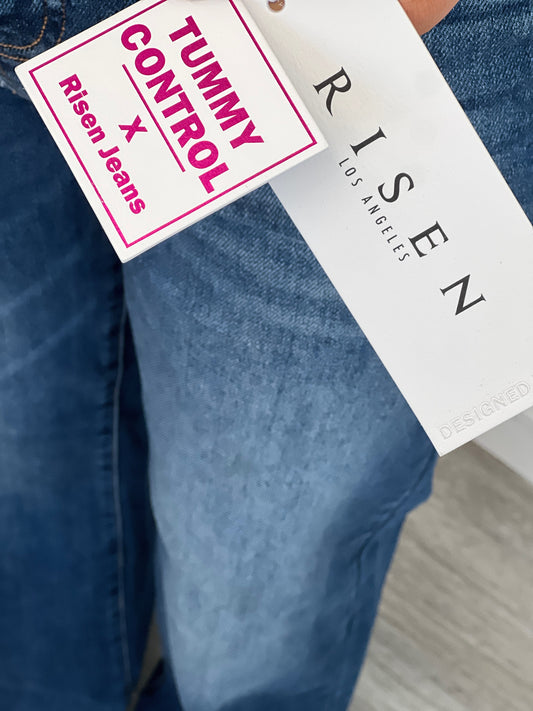 TUMMY
CONTROL
X
Risen Jeans
RISEN
LOS ANGELES
DESIGNED